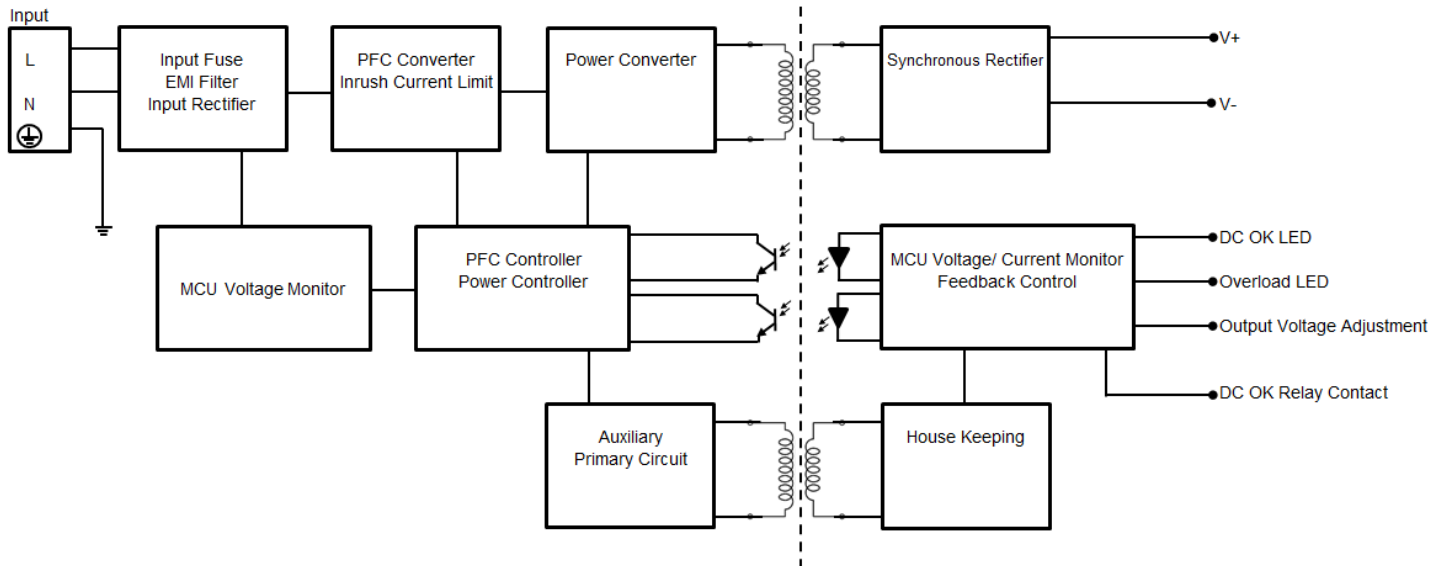 Input
L
N
Input Fuse
EMI Filter
Input Rectifier
PFC Converter
Inrush Current Limit
Power Converter
Synchronous Rectifier
V+
V-
MCU Voltage Monitor
PFC Controller
Power Controller
MCU Voltage/ Current Monitor
Feedback Control
DC OK LED
Overload LED
Output Voltage Adjustment
DC OK Relay Contact
Auxiliary
Primary Circuit
House Keeping